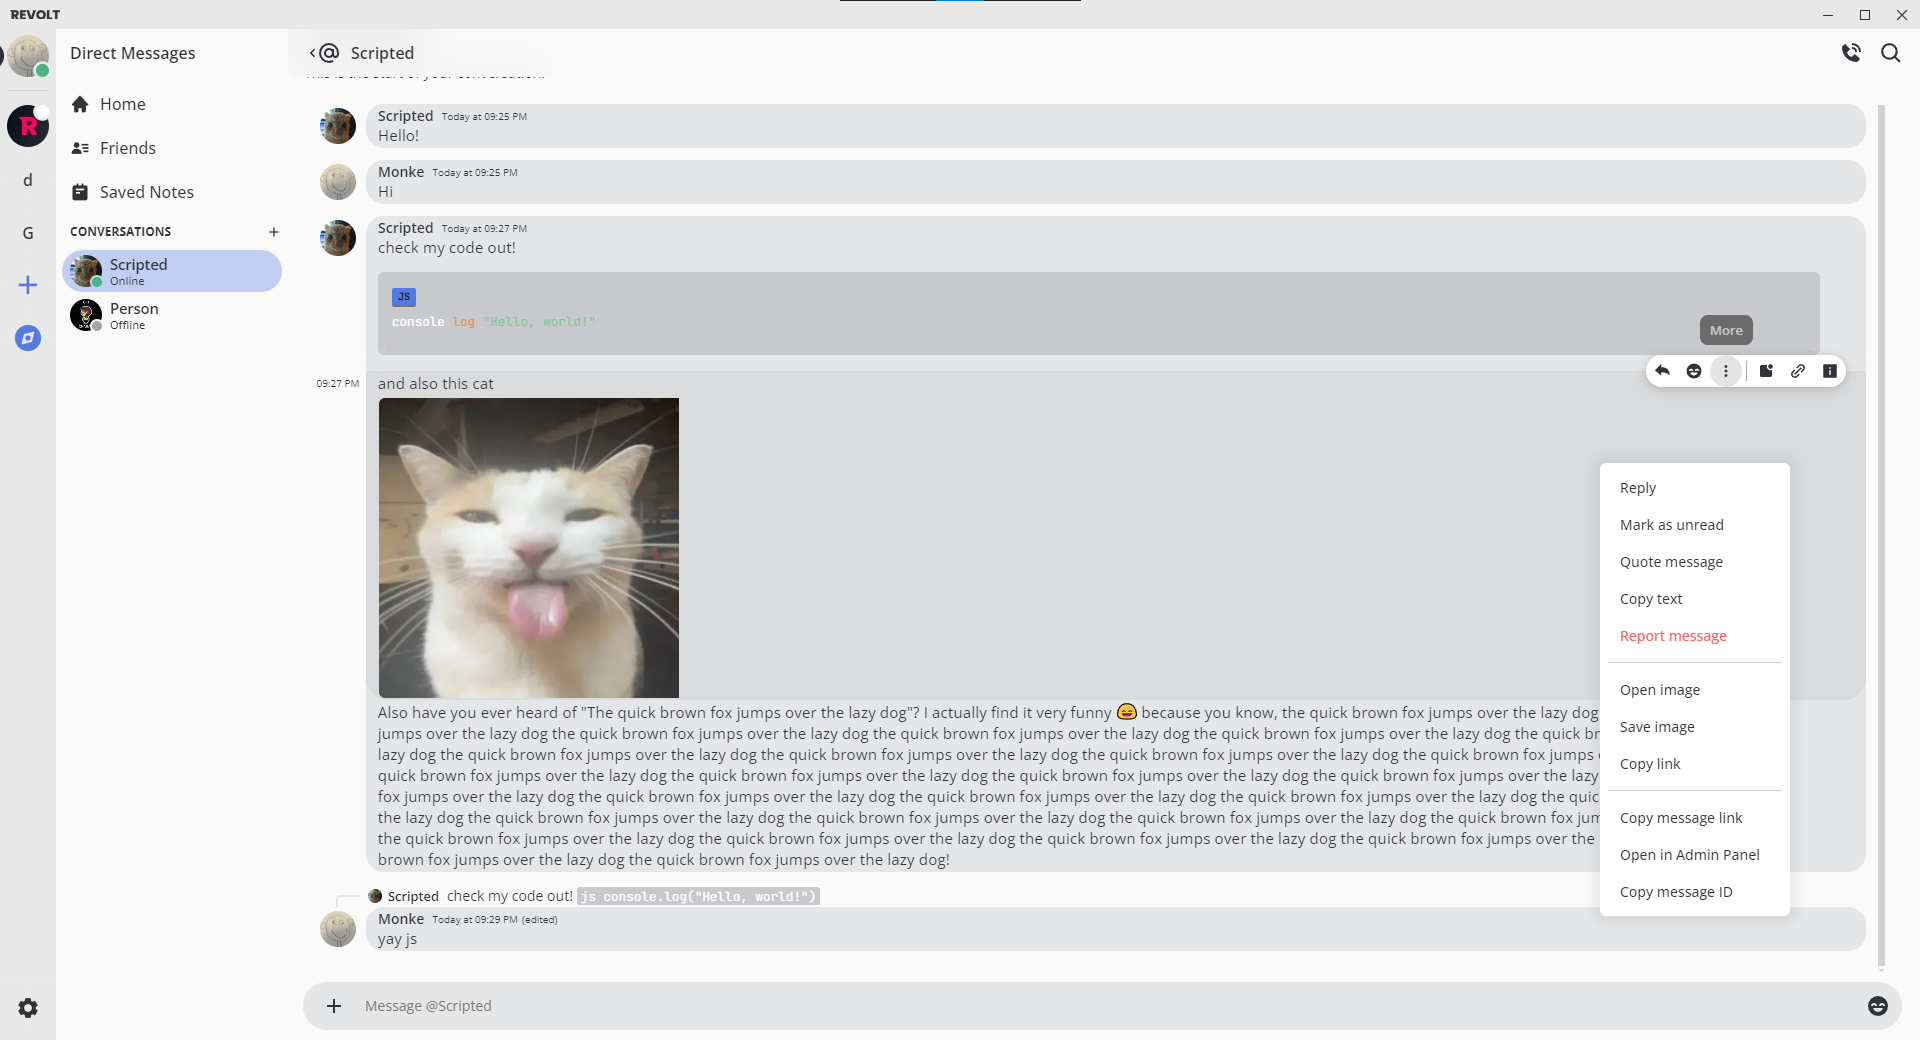 REVOLT
Direct Messages
Home
Friends
Saved Notes
CONVERSATIONS
Scripted
Online
Person
Offline
d
G
Scripted
This is the start of your conversation.
Scripted Today at 09:25 PM
Hello!
Monke Today at 09:25 PM
Hi
Scripted Today at 09:27 PM
check my code out!
JS
console log "Hello, world!"
More
09:27 PM and also this cat
Also have you ever heard of "The quick brown fox jumps over the lazy dog"? I actually find it very funny 😄 because you know, the quick brown fox jumps over the lazy dog
jumps over the lazy dog the quick brown fox jumps over the lazy dog the quick brown fox jumps over the lazy dog the quick brown fox jumps over the lazy dog the quick br
lazy dog the quick brown fox jumps over the lazy dog the quick brown fox jumps over the lazy dog the quick brown fox jumps over the lazy dog the quick brown fox jumps
quick brown fox jumps over the lazy dog the quick brown fox jumps over the lazy dog the quick brown fox jumps over the lazy dog the quick brown fox jumps over the lazy
fox jumps over the lazy dog the quick brown fox jumps over the lazy dog the quick brown fox jumps over the lazy dog the quick brown fox jumps over the lazy dog the quic
the lazy dog the quick brown fox jumps over the lazy dog the quick brown fox jumps over the lazy dog the quick brown fox jumps over the lazy dog the quick brown fox jum
the quick brown fox jumps over the lazy dog the quick brown fox jumps over the lazy dog the quick brown fox jumps over the lazy dog the quick brown fox jumps over the lazy dog the quick
brown fox jumps over the lazy dog the quick brown fox jumps over the lazy dog!
Scripted check my code out! js console.log("Hello, world!")
Monke Today at 09:29 PM (edited)
yay js
Message @Scripted
Reply
Mark as unread
Quote message
Copy text
Report message
Open image
Save image
Copy link
Copy message link
Open in Admin Panel
Copy message ID